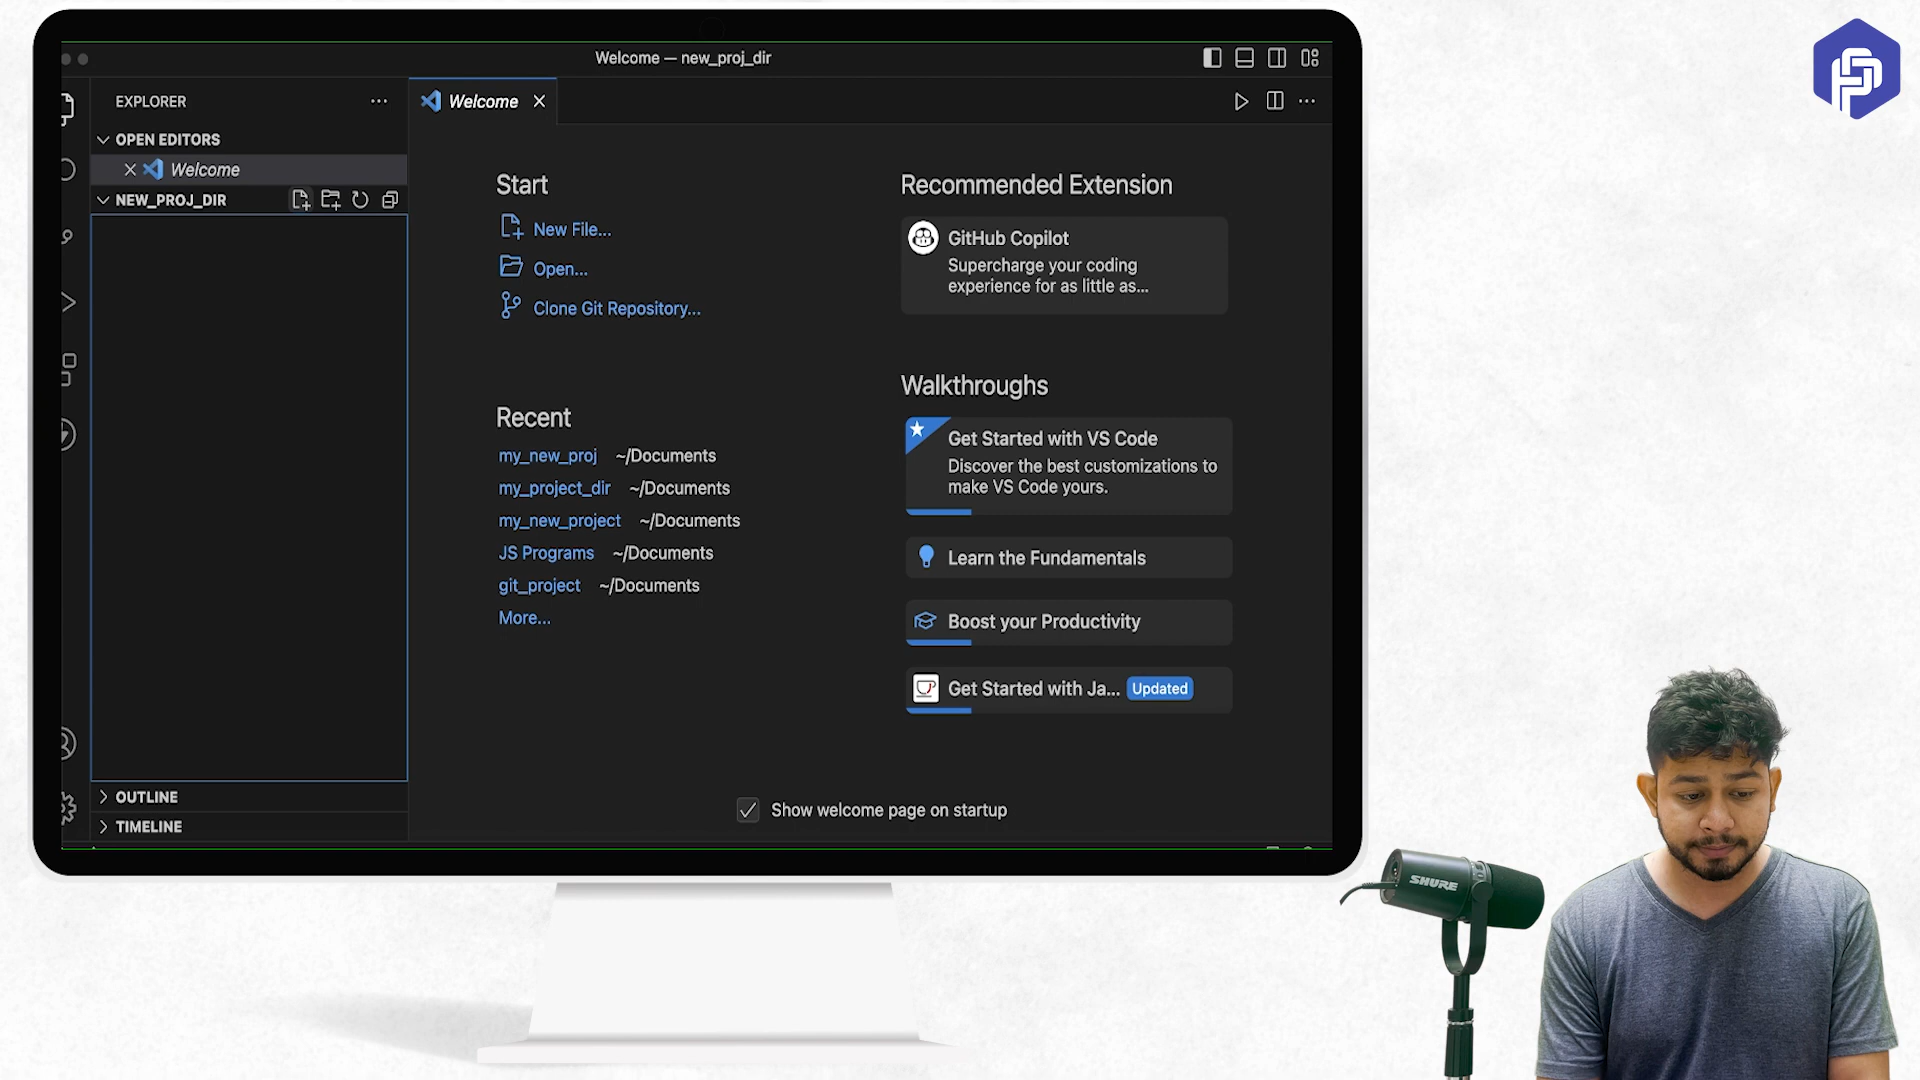 Welcome — new_proj_dir
EXPLORER
Welcome
OPEN EDITORS
Welcome
NEW_PROJ_DIR
Start
New File...
Open...
Clone Git Repository...
Recent
my_new_proj ~/Documents
my_project_dir ~/Documents
my_new_project ~/Documents
JS Programs ~/Documents
git_project ~/Documents
More...
Recommended Extension
GitHub Copilot
Supercharge your coding
experience for as little as...
Walkthroughs
Get Started with VS Code
Discover the best customizations to
make VS Code yours.
Learn the Fundamentals
Boost your Productivity
Get Started with Ja... Updated
Show welcome page on startup
OUTLINE
TIMELINE
SHURE